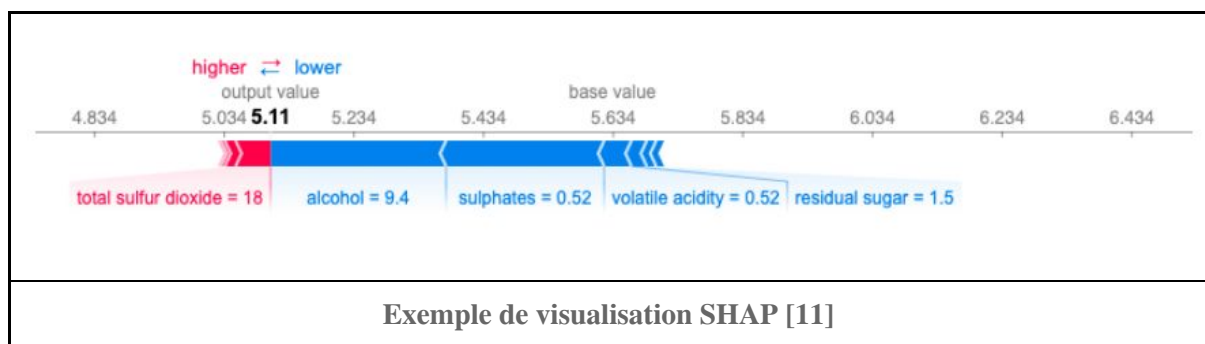 higher ⇄ lower
output value base value
4.834 5.034 5.11 5.234 5.434 5.634 5.834 6.034 6.234 6.434
total sulfur dioxide = 18 alcohol = 9.4 sulphates = 0.52 volatile acidity = 0.52 residual sugar = 1.5
Exemple de visualisation SHAP [11]